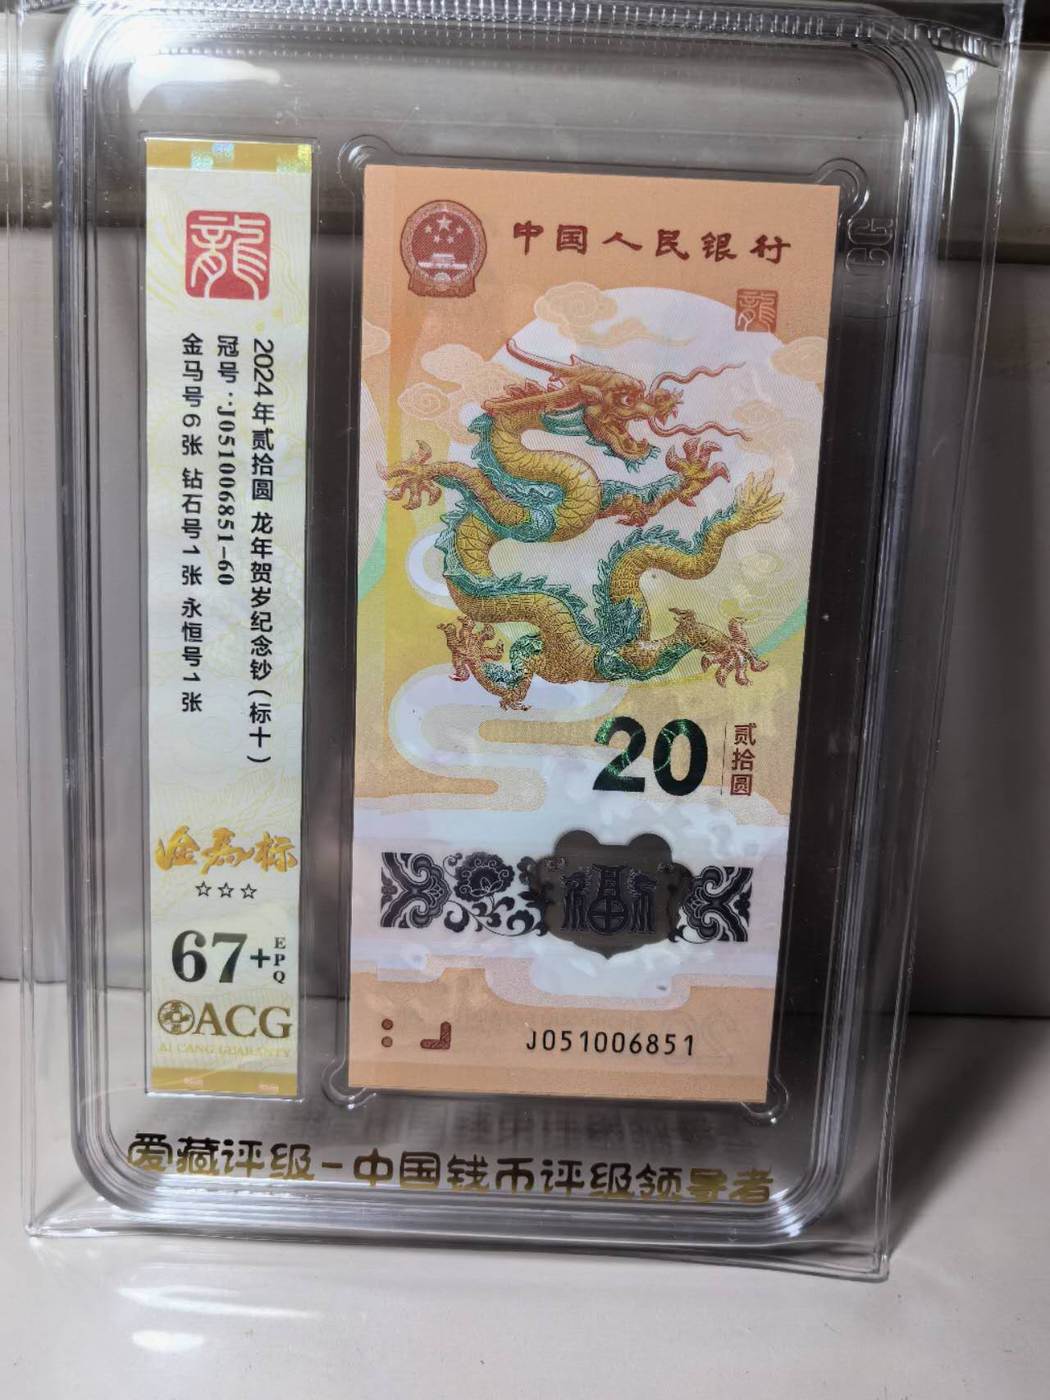 龍
2024年贰拾圆 龙年贺岁纪念钞(标十)
冠号:J051006851-60
金马号6张 钻石号1张 永恒号1张
金马标
☆☆☆
67+EPQ
ACG
AI CANG GUARANTY
中国人民银行
龍
20
贰拾圆
福
J051006851
爱藏评级-中国钱币评级领导者